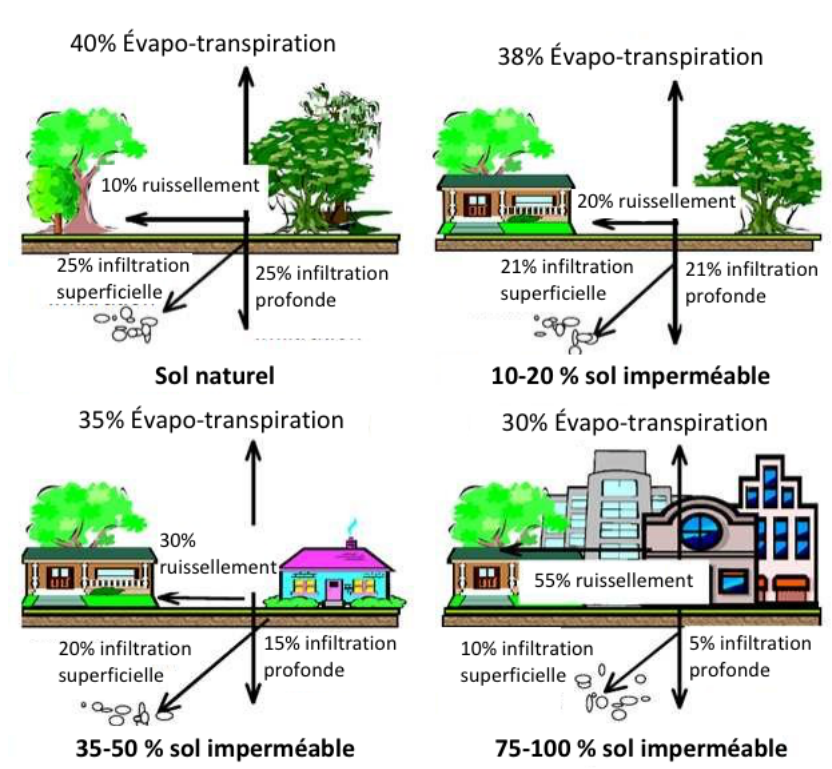 40% Évapo-transpiration
10% ruissellement
25% infiltration
superficielle
25% infiltration
profonde
Sol naturel
38% Évapo-transpiration
20% ruissellement
21% infiltration
superficielle
21% infiltration
profonde
10-20 % sol imperméable
35% Évapo-transpiration
30%
ruissellement
20% infiltration
superficielle
15% infiltration
profonde
35-50 % sol imperméable
30% Évapo-transpiration
55% ruissellement
10% infiltration
superficielle
5% infiltration
profonde
75-100 % sol imperméable